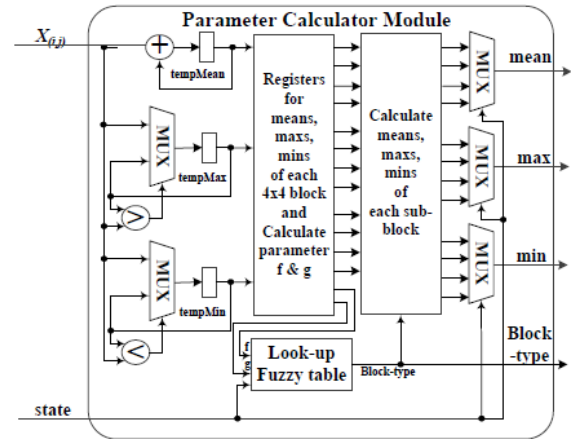 Parameter Calculator Module
X(i,j)
+
tempMean
MUX
tempMax
>
MUX
tempMin
<
Registers
for
means,
maxs,
mins
of each
4x4 block
and
Calculate
parameter
f & g
Calculate
means,
maxs,
mins
of
each sub-
block
MUX
mean
MUX
max
MUX
min
f
g
Look-up
Fuzzy table
Block-type
Block
-type
state